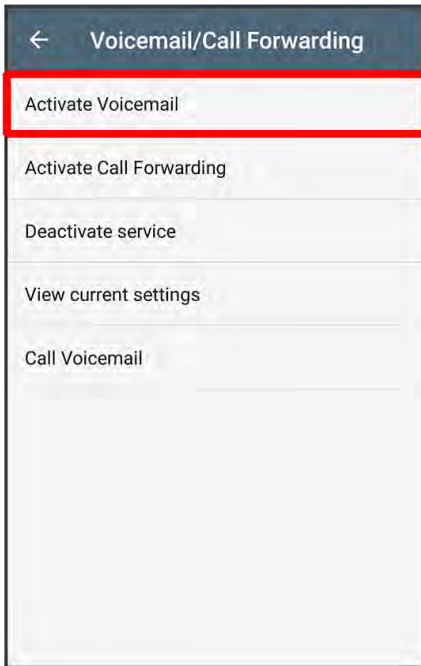 Voicemail/Call Forwarding
Activate Voicemail
Activate Call Forwarding
Deactivate service
View current settings
Call Voicemail